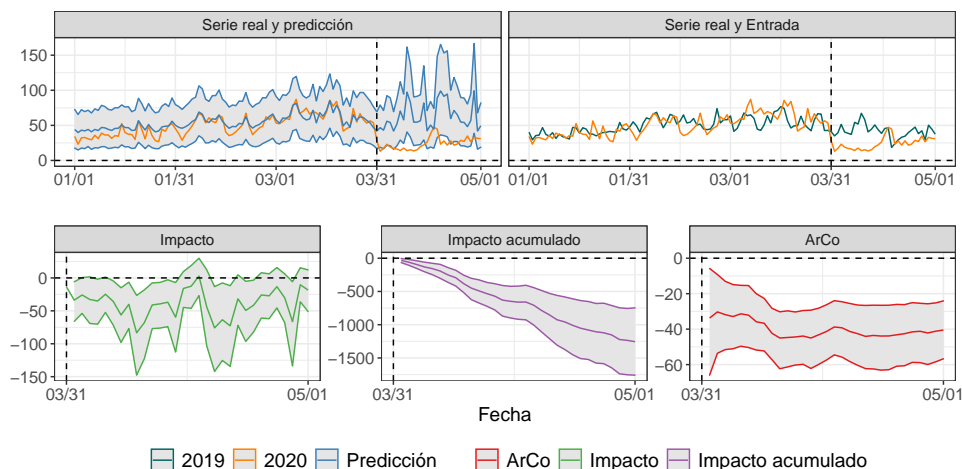 Serie real y predicción
Serie real y Entrada
150
100
50
0
01/01 01/31 03/01 03/31 05/01
01/01 01/31 03/01 03/31 05/01
Impacto
Impacto acumulado
ArCo
0
−50
−100
−150
03/31 05/01
0
−500
−1000
−1500
03/31 05/01
0
−20
−40
−60
03/31 05/01
Fecha
2019 2020 Predicción ArCo Impacto Impacto acumulado